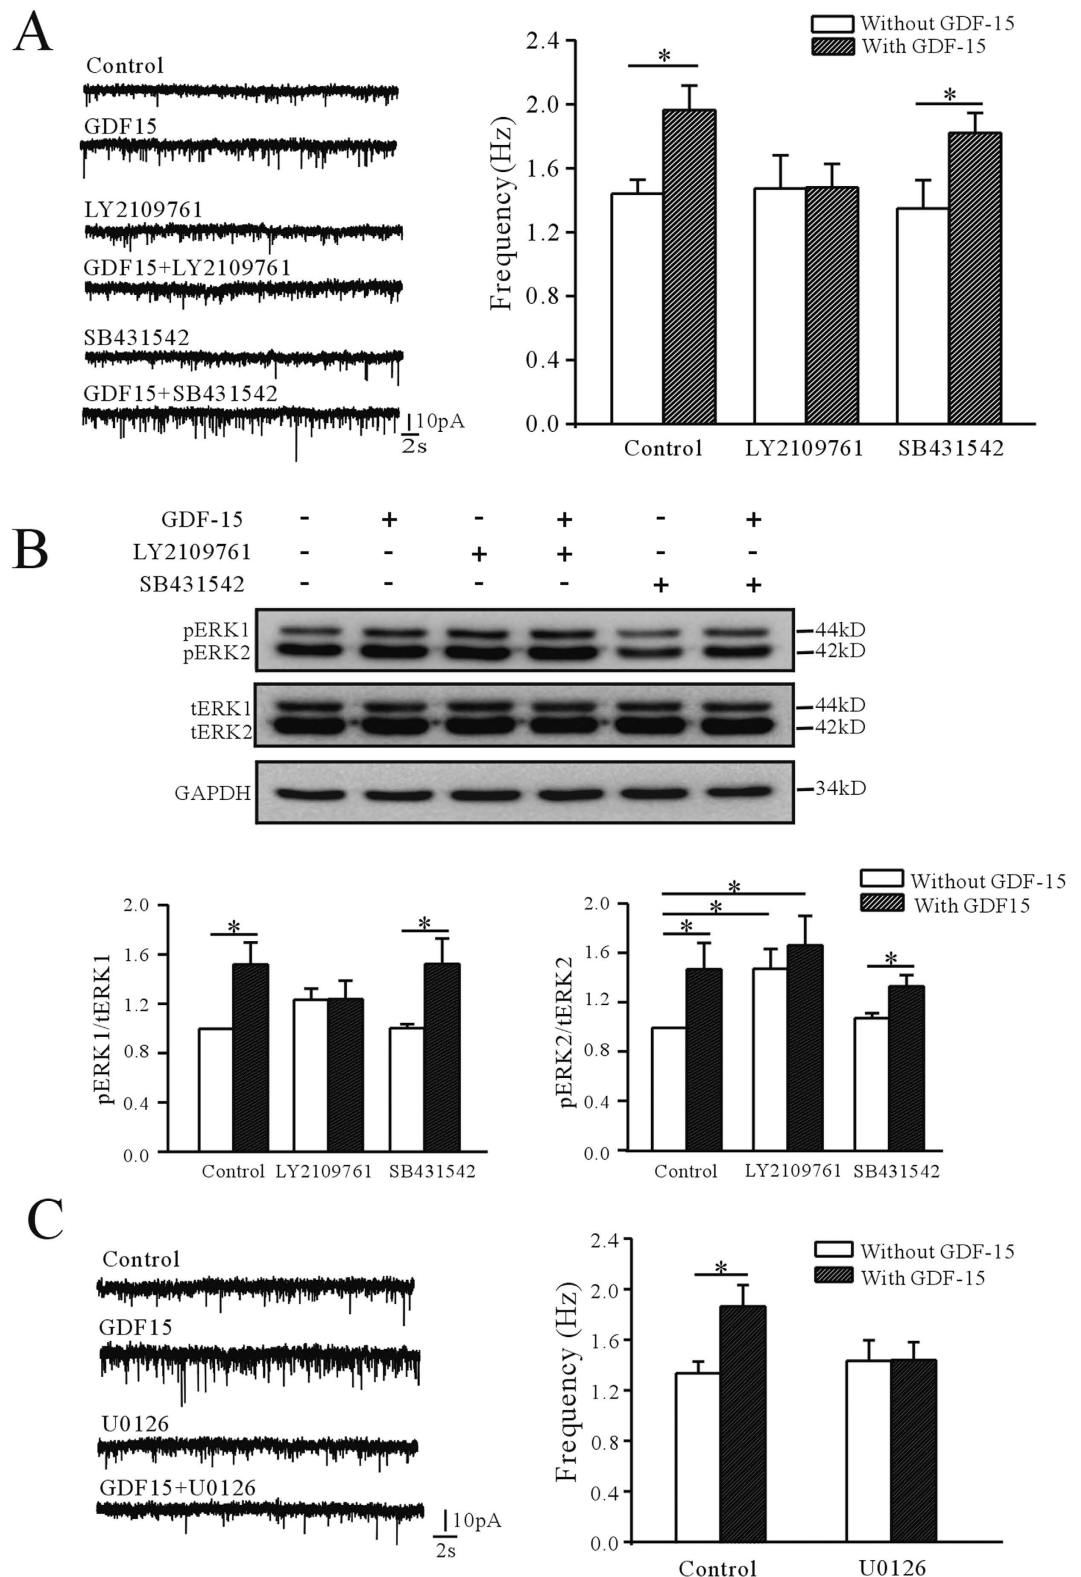 A
Control
GDF15
LY2109761
GDF15+LY2109761
SB431542
GDF15+SB431542
10pA
2s
Without GDF-15
With GDF-15
Frequency(Hz)
2.4
2.0
1.6
1.2
0.8
0.4
0.0
*
*
Control LY2109761 SB431542
B
GDF-15 - + - + - +
LY2109761 - - + + - -
SB431542 - - - - + +
pERK1 44kD
pERK2 42kD
tERK1 44kD
tERK2 42kD
GAPDH 34kD
pERK1/tERK1
2.0
1.6
1.2
0.8
0.4
0.0
*
*
Control LY2109761 SB431542
Without GDF-15
With GDF15
pERK2/tERK2
2.0
1.6
1.2
0.8
0.4
0.0
*
*
*
*
Control LY2109761 SB431542
C
Control
GDF15
U0126
GDF15+U0126
10pA
2s
Without GDF-15
With GDF-15
Frequency (Hz)
2.4
2.0
1.6
1.2
0.8
0.4
0.0
*
Control U0126